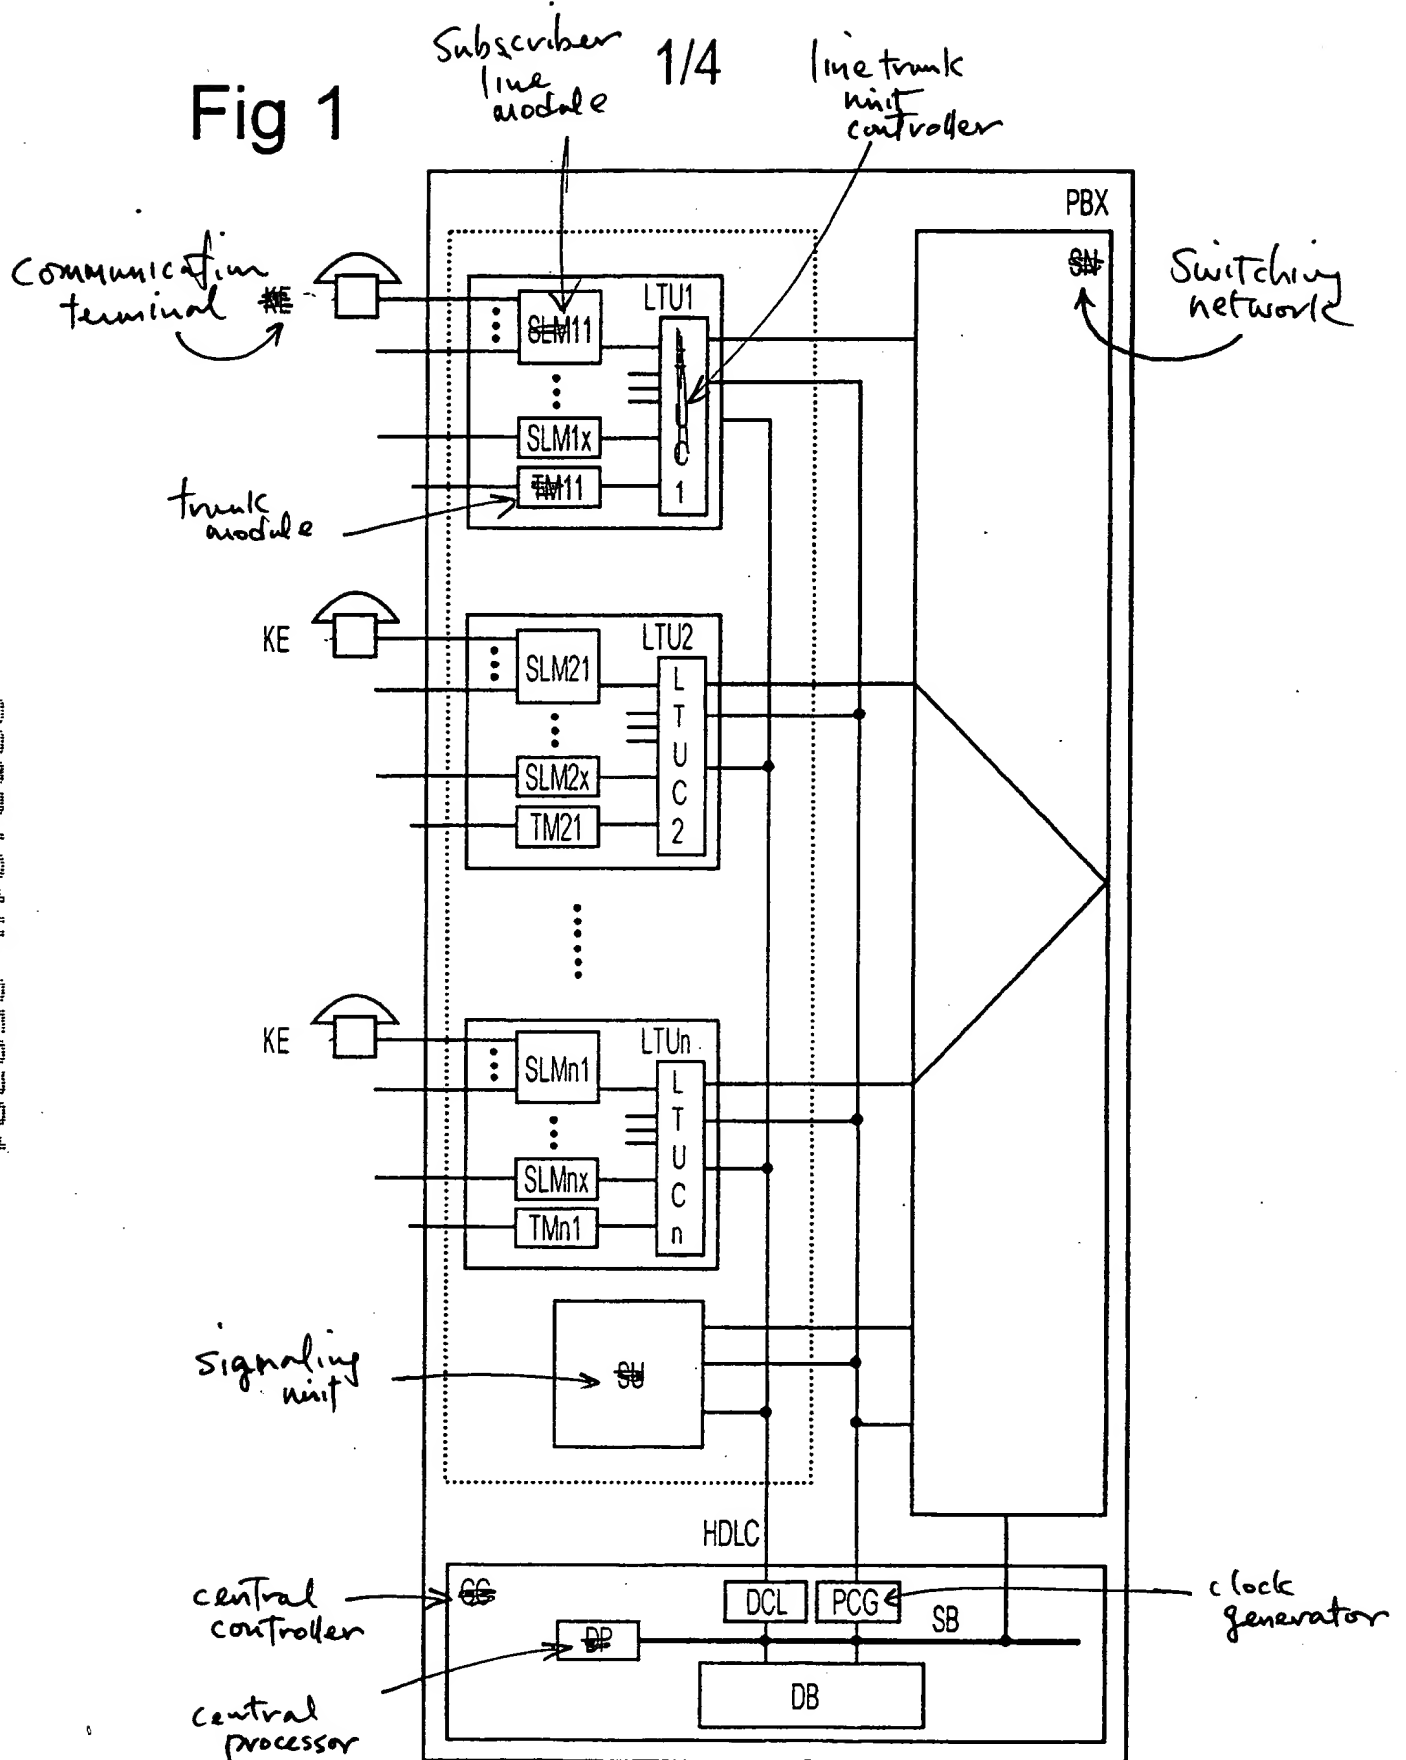 Subscriber
line
module
1/4
line trunk
unit
controller
Fig 1
PBX
SN
Switching
network
Communication
terminal
KE
LTU1
SLM11
L
T
U
C
1
SLM1x
TM11
trunk
module
KE
LTU2
SLM21
L
T
U
C
2
SLM2x
TM21
KE
LTUn
SLMn1
L
T
U
C
n
SLMnx
TMn1
signaling
unit
SU
HDLC
central
controller
CC
DCL
PCG
clock
generator
SB
DP
DB
central
processor